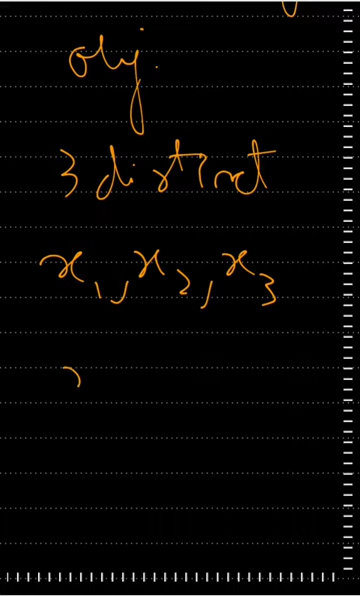 obj.
3 distinct
x₁, x₂, x₃